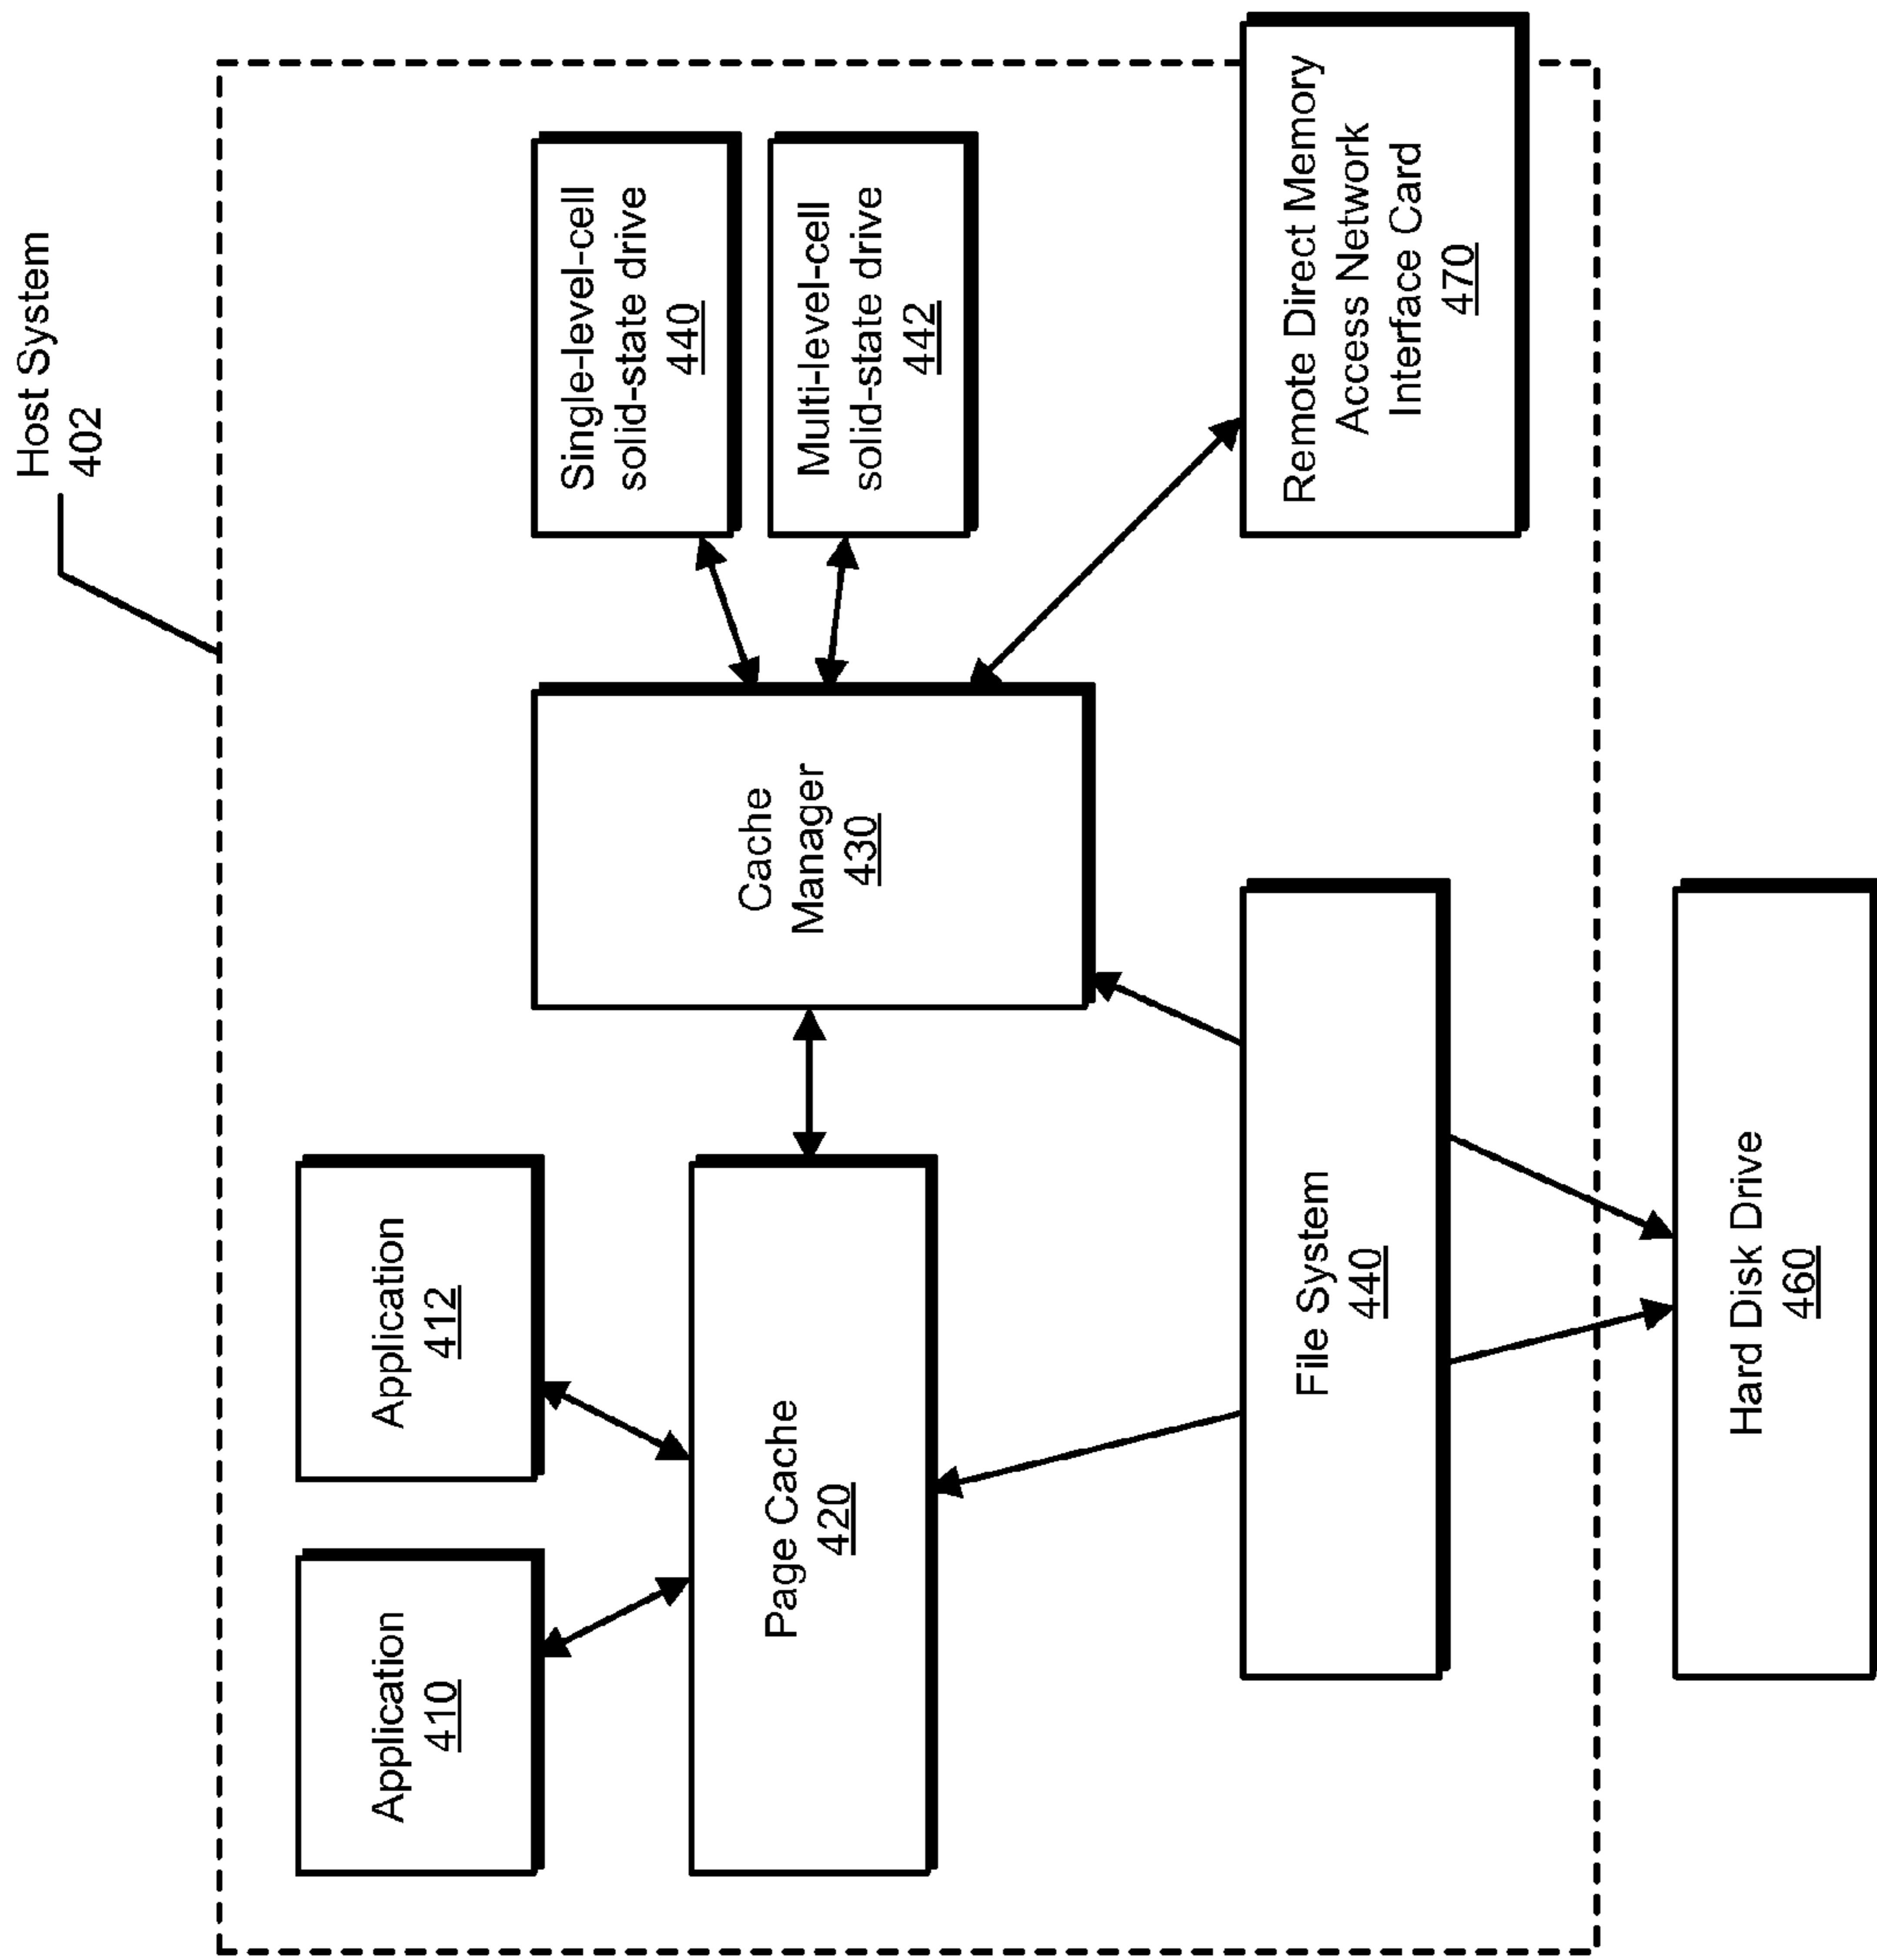 Host System
402
Application
410
Application
412
Page Cache
420
Cache
Manager
430
Single-level-cell
solid-state drive
440
Multi-level-cell
solid-state drive
442
File System
440
Remote Direct Memory
Access Network
Interface Card
470
Hard Disk Drive
460